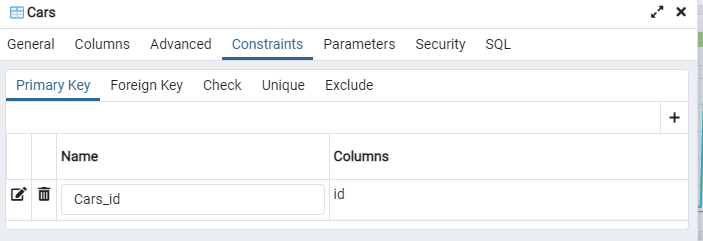 Cars
General Columns Advanced Constraints Parameters Security SQL
Primary Key Foreign Key Check Unique Exclude
Name Columns
Cars_id id